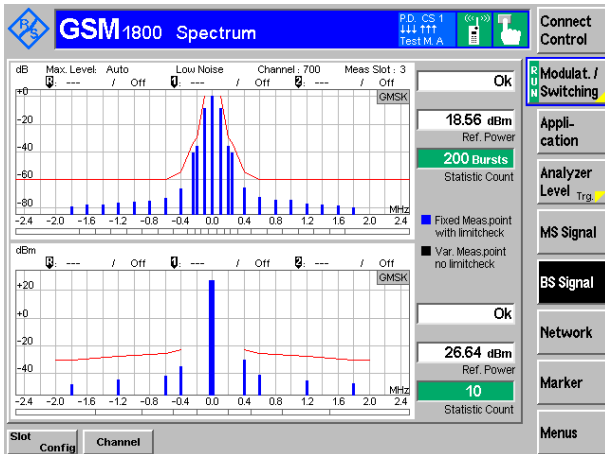 R S
GSM 1800 Spectrum
P.D. CS 1
Test M. A
Connect Control
dB Max. Level: Auto Low Noise Channel : 700 Meas Slot : 3
R: --- / Off 1: --- / Off 2: --- / Off
GMSK
+0
-20
-40
-60
-80
MHz
-2.4 -2.0 -1.6 -1.2 -0.8 -0.4 0.0 0.4 0.8 1.2 1.6 2.0 2.4
Ok
18.56 dBm
Ref. Power
200 Bursts
Statistic Count
Fixed Meas.point
with limitcheck
Var. Meas.point
no limitcheck
dBm
R: --- / Off 1: --- / Off 2: --- / Off
GMSK
+20
+0
-20
-40
MHz
-2.4 -2.0 -1.6 -1.2 -0.8 -0.4 0.0 0.4 0.8 1.2 1.6 2.0 2.4
Ok
26.64 dBm
Ref. Power
10
Statistic Count
RUN
Modulat. /
Switching
Appli-
cation
Analyzer
Level Trg.
MS Signal
BS Signal
Network
Marker
Menus
Slot
Config
Channel